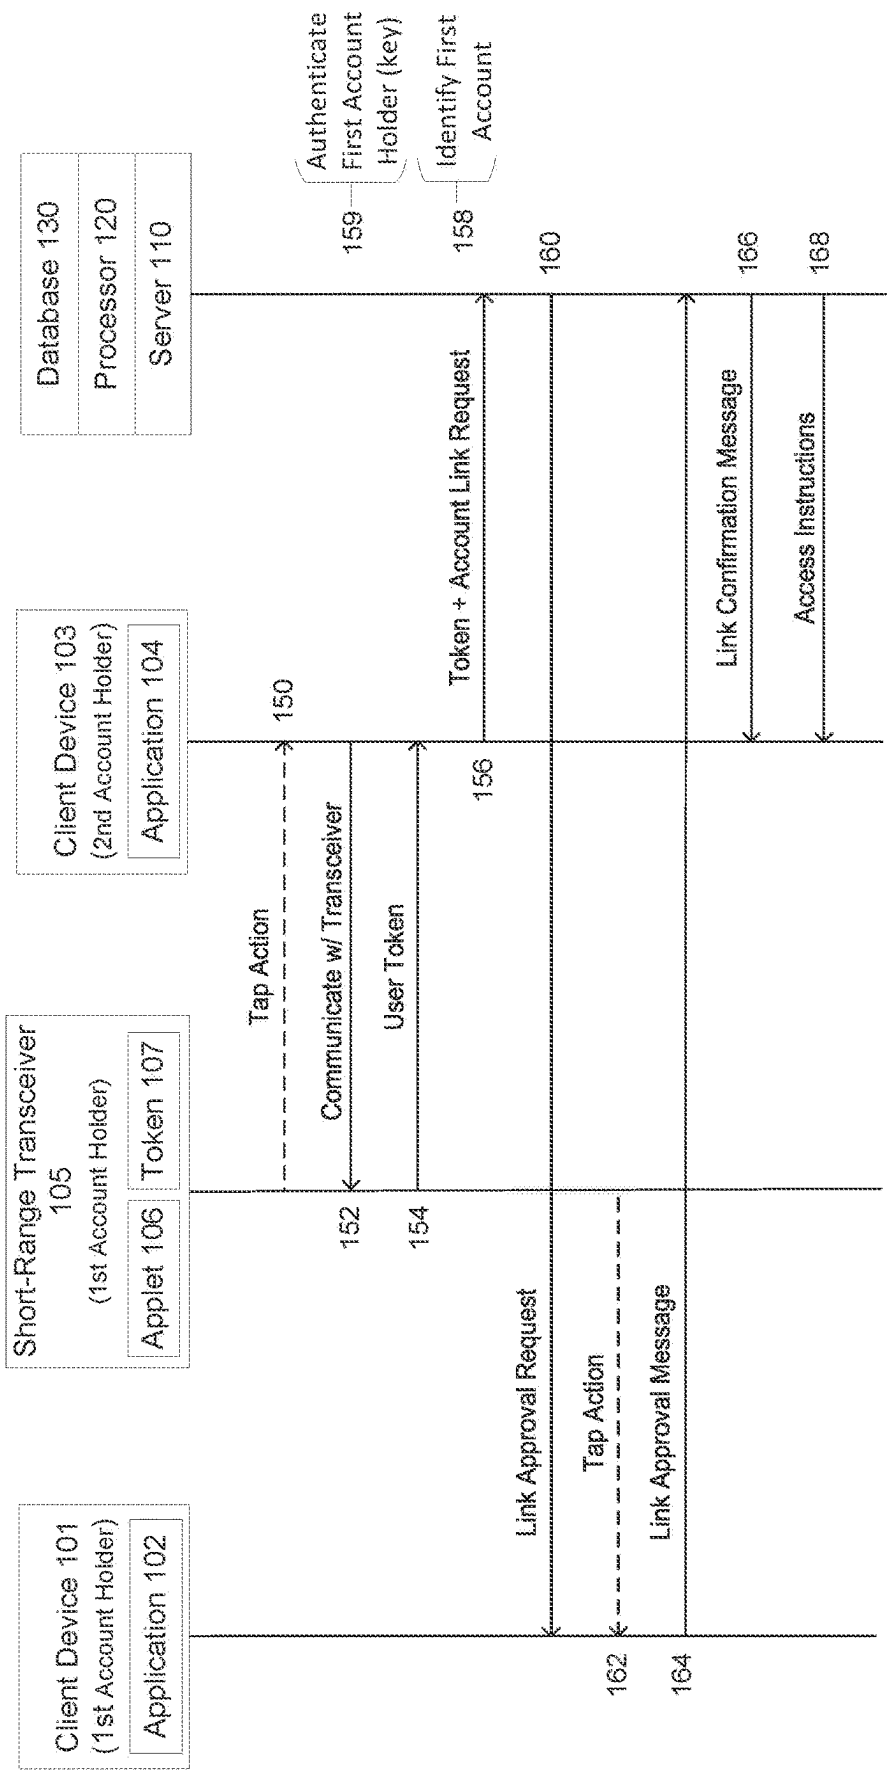 Client Device 101
(1st Account Holder)
Application 102
Short-Range Transceiver
105
(1st Account Holder)
Applet 106
Token 107
Client Device 103
(2nd Account Holder)
Application 104
Database 130
Processor 120
Server 110
Tap Action
150
Communicate w/ Transceiver
152
User Token
154
Token + Account Link Request
156
159
Authenticate
First Account
Holder (key)
158
Identify First
Account
Link Approval Request
160
Tap Action
162
Link Approval Message
164
Link Confirmation Message
166
Access Instructions
168